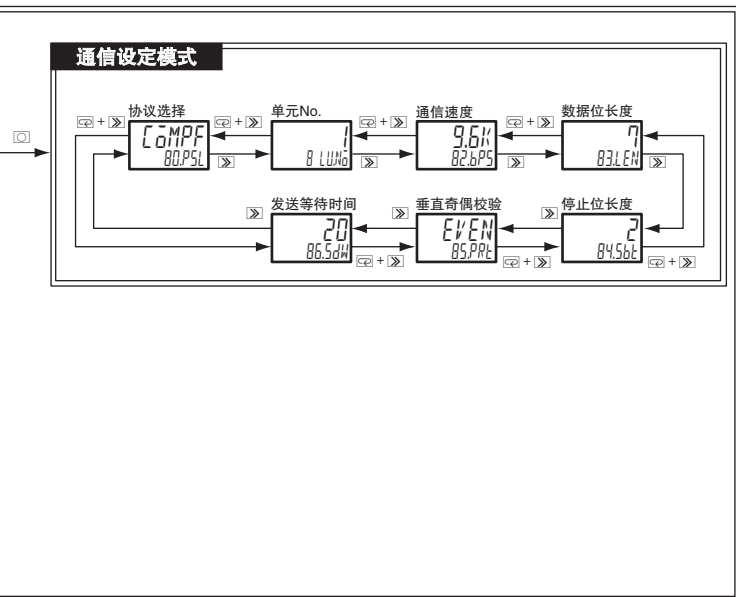 通信设定模式
协议选择
CoMPF
80.PSL
单元No.
1
81.U.No
通信速度
9.6K
82.bPS
数据位长度
7
83.LEN
发送等待时间
20
86.SdW
垂直奇偶校验
EVEN
85.PRt
停止位长度
2
84.Sbt
+
+
+
+
+
+
+